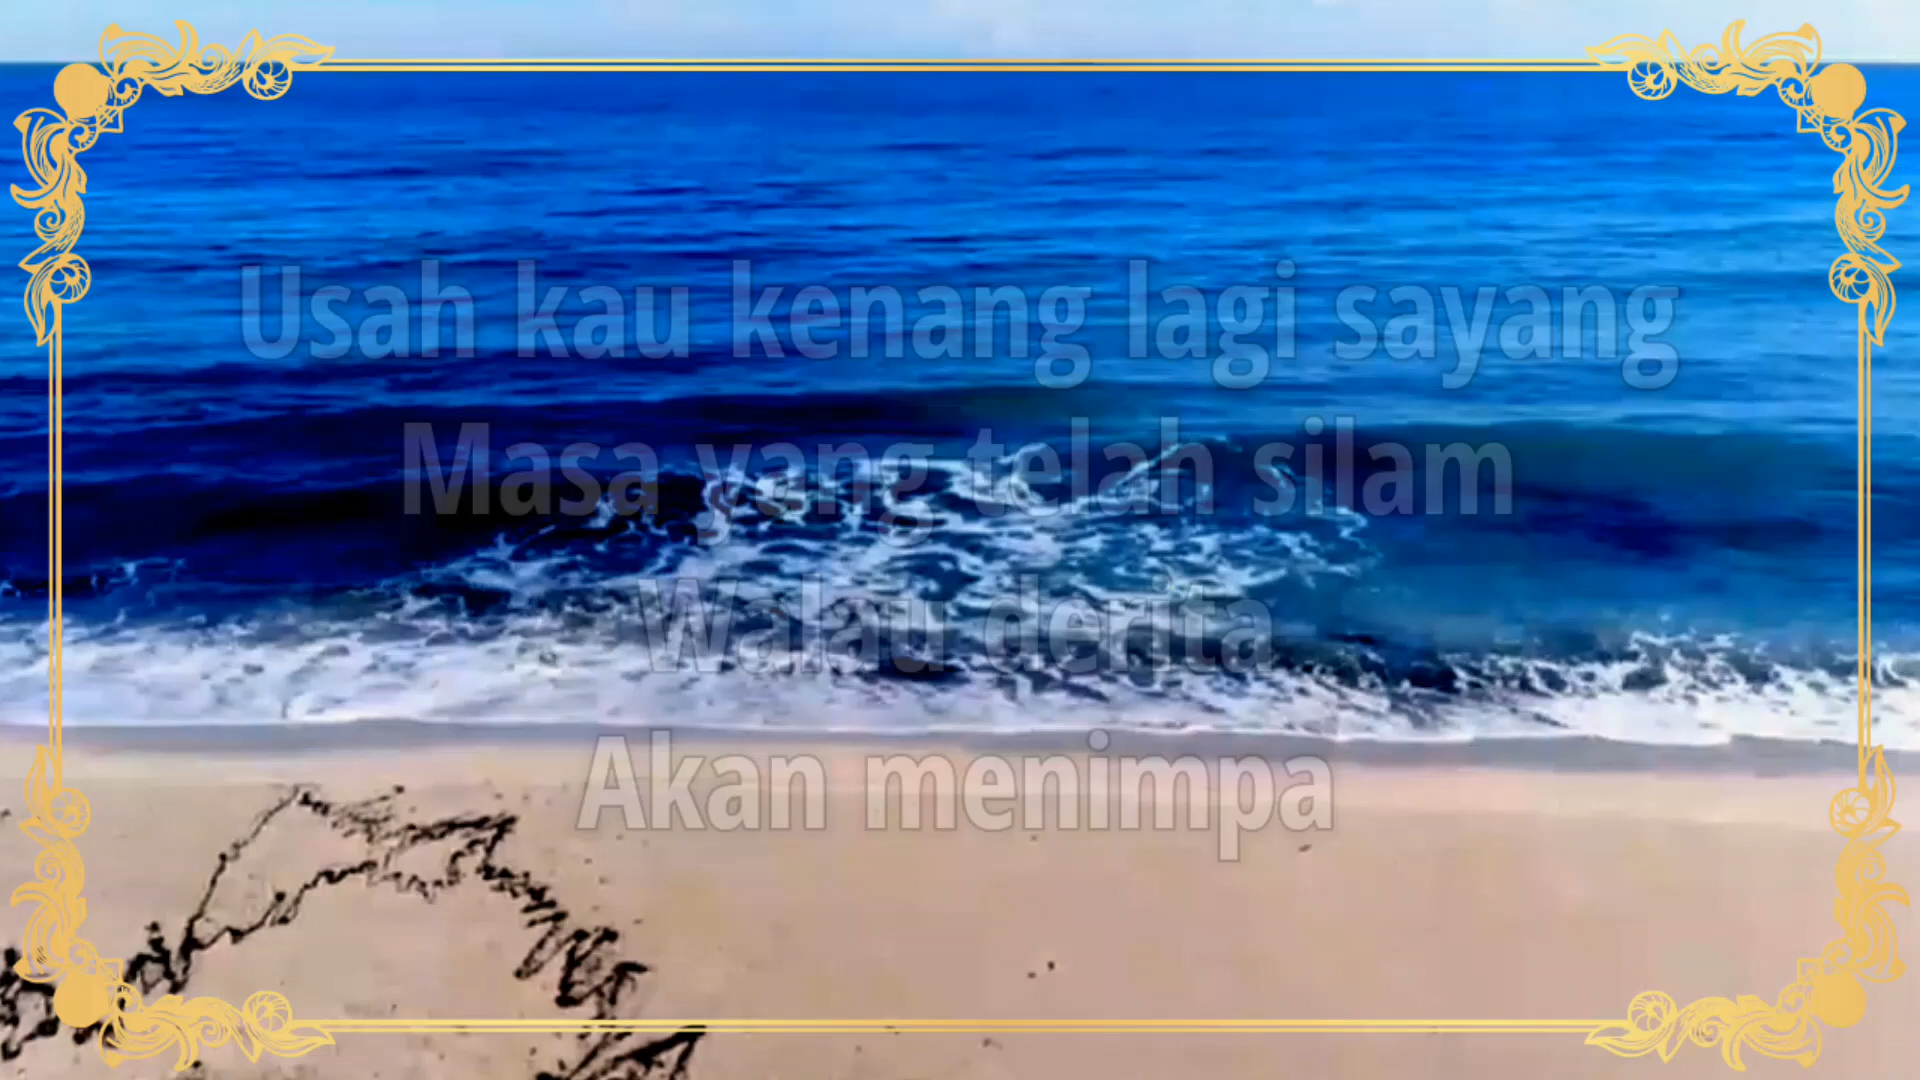 Usah kau kenang lagi sayang
Masa yang telah silam
Walau derita
Akan menimpa